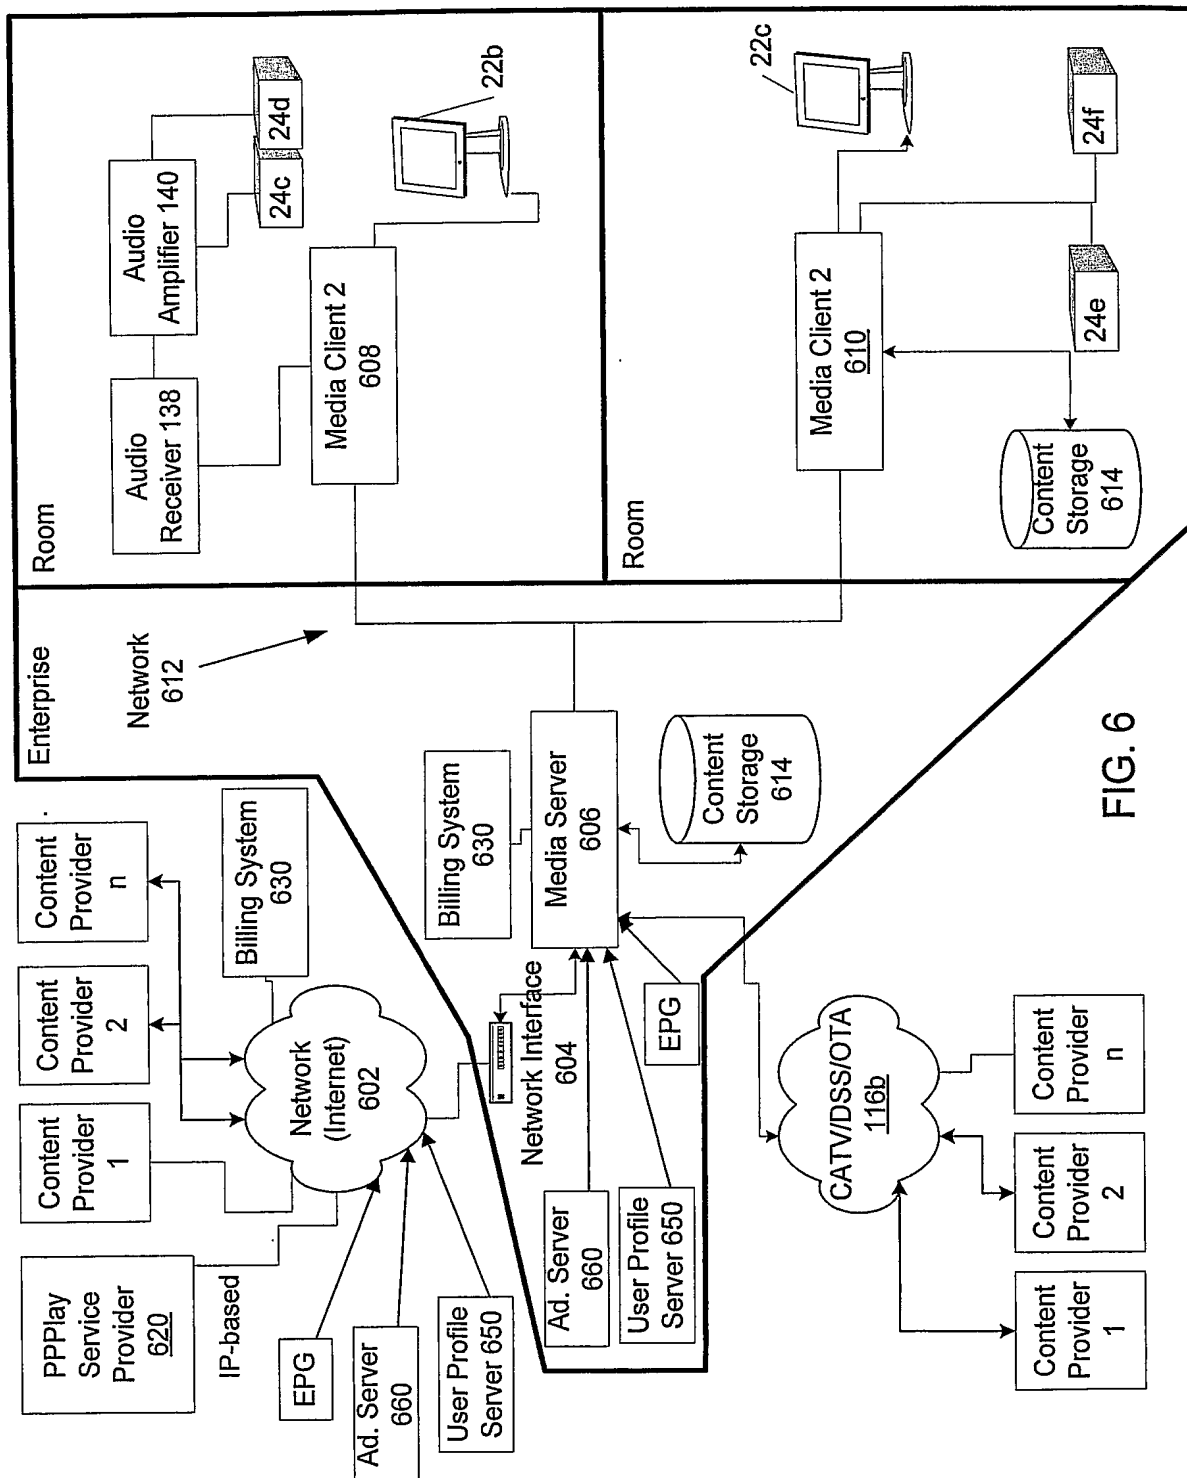 PPPlay
Service
Provider
620
IP-based
Content
Provider
1
Content
Provider
2
Content
Provider
n
Billing System
630
Network
(Internet)
602
EPG
Ad. Server
660
User Profile
Server 650
Enterprise
Network
612
Network Interface
604
Billing System
630
Media Server
606
Content
Storage
614
Ad. Server
660
User Profile
Server 650
EPG
CATV/DSS/OTA
116b
Content
Provider
1
Content
Provider
2
Content
Provider
n
Room
Audio
Receiver 138
Audio
Amplifier 140
24c
24d
Media Client 2
608
22b
Room
Media Client 2
610
22c
Content
Storage
614
24e
24f
FIG. 6